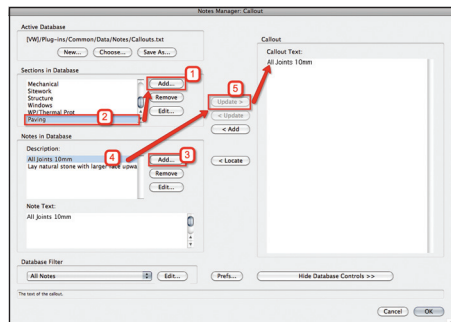 Notes Manager: Callout
Active Database
[VW]/Plug-ins/Common/Data/Notes/Callouts.txt
New... Choose... Save As...
Sections in Database
Mechanical
Sitework
Structure
Windows
WP/Thermal Prot
Paving
Add...
Remove
Edit...
1
2
Notes in Database
Description:
All Joints 10mm
Lay natural stone with larger face upwa
Add...
Remove
Edit...
3
4
Note Text:
All Joints 10mm
Database Filter
All Notes
Edit...
Prefs...
Hide Database Controls >>
5
Update >
< Update
< Add
< Locate
Callout
Callout Text:
All Joints 10mm
The text of the callout.
Cancel OK